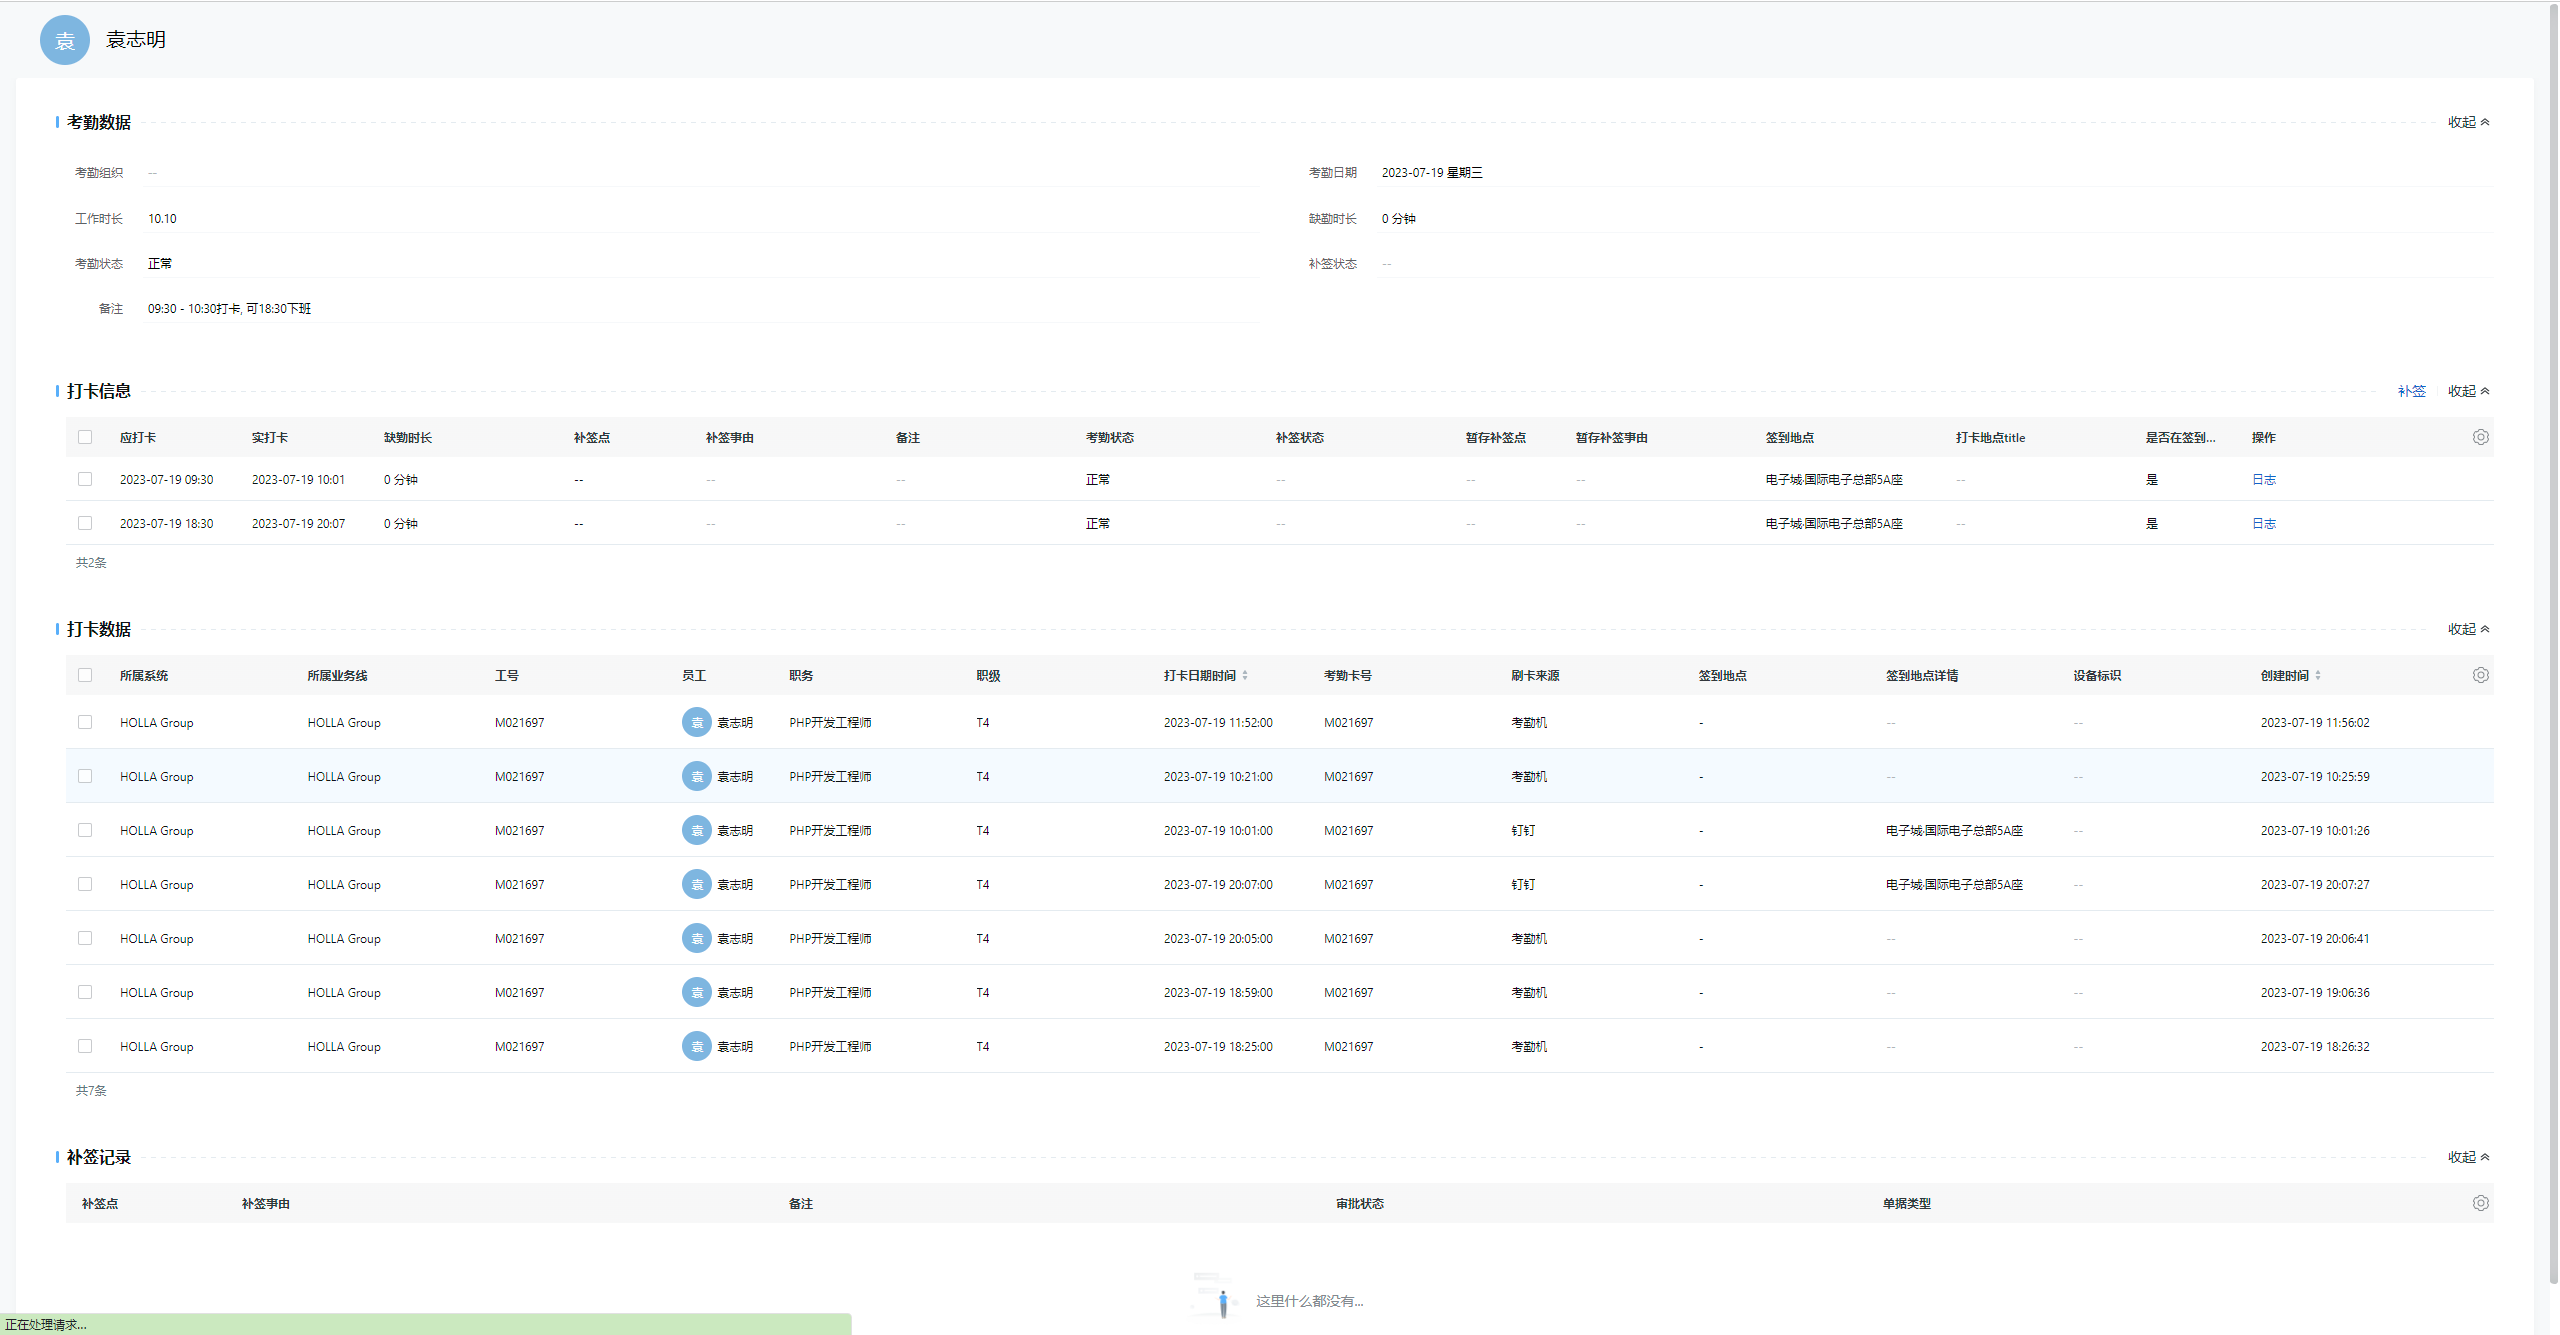 袁 袁志明
考勤数据 收起
考勤组织 -- 考勤日期 2023-07-19 星期三
工作时长 10.10 缺勤时长 0 分钟
考勤状态 正常 补签状态 --
备注 09:30 - 10:30打卡, 可18:30下班
打卡信息 补签 收起
应打卡 实打卡 缺勤时长 补签点 补签事由 备注 考勤状态 补签状态 暂存补签点 暂存补签事由 签到地点 打卡地点title 是否在签到... 操作
2023-07-19 09:30 2023-07-19 10:01 0 分钟 -- -- -- 正常 -- -- -- 电子城·国际电子总部5A座 -- 是 日志
2023-07-19 18:30 2023-07-19 20:07 0 分钟 -- -- -- 正常 -- -- -- 电子城·国际电子总部5A座 -- 是 日志
共2条
打卡数据 收起
所属系统 所属业务线 工号 员工 职务 职级 打卡日期时间 考勤卡号 刷卡来源 签到地点 签到地点详情 设备标识 创建时间
HOLLA Group HOLLA Group M021697 袁 袁志明 PHP开发工程师 T4 2023-07-19 11:52:00 M021697 考勤机 - -- -- 2023-07-19 11:56:02
HOLLA Group HOLLA Group M021697 袁 袁志明 PHP开发工程师 T4 2023-07-19 10:21:00 M021697 考勤机 - -- -- 2023-07-19 10:25:59
HOLLA Group HOLLA Group M021697 袁 袁志明 PHP开发工程师 T4 2023-07-19 10:01:00 M021697 钉钉 - 电子城·国际电子总部5A座 -- 2023-07-19 10:01:26
HOLLA Group HOLLA Group M021697 袁 袁志明 PHP开发工程师 T4 2023-07-19 20:07:00 M021697 钉钉 - 电子城·国际电子总部5A座 -- 2023-07-19 20:07:27
HOLLA Group HOLLA Group M021697 袁 袁志明 PHP开发工程师 T4 2023-07-19 20:05:00 M021697 考勤机 - -- -- 2023-07-19 20:06:41
HOLLA Group HOLLA Group M021697 袁 袁志明 PHP开发工程师 T4 2023-07-19 18:59:00 M021697 考勤机 - -- -- 2023-07-19 19:06:36
HOLLA Group HOLLA Group M021697 袁 袁志明 PHP开发工程师 T4 2023-07-19 18:25:00 M021697 考勤机 - -- -- 2023-07-19 18:26:32
共7条
补签记录 收起
补签点 补签事由 备注 审批状态 单据类型
这里什么都没有...
正在处理请求...